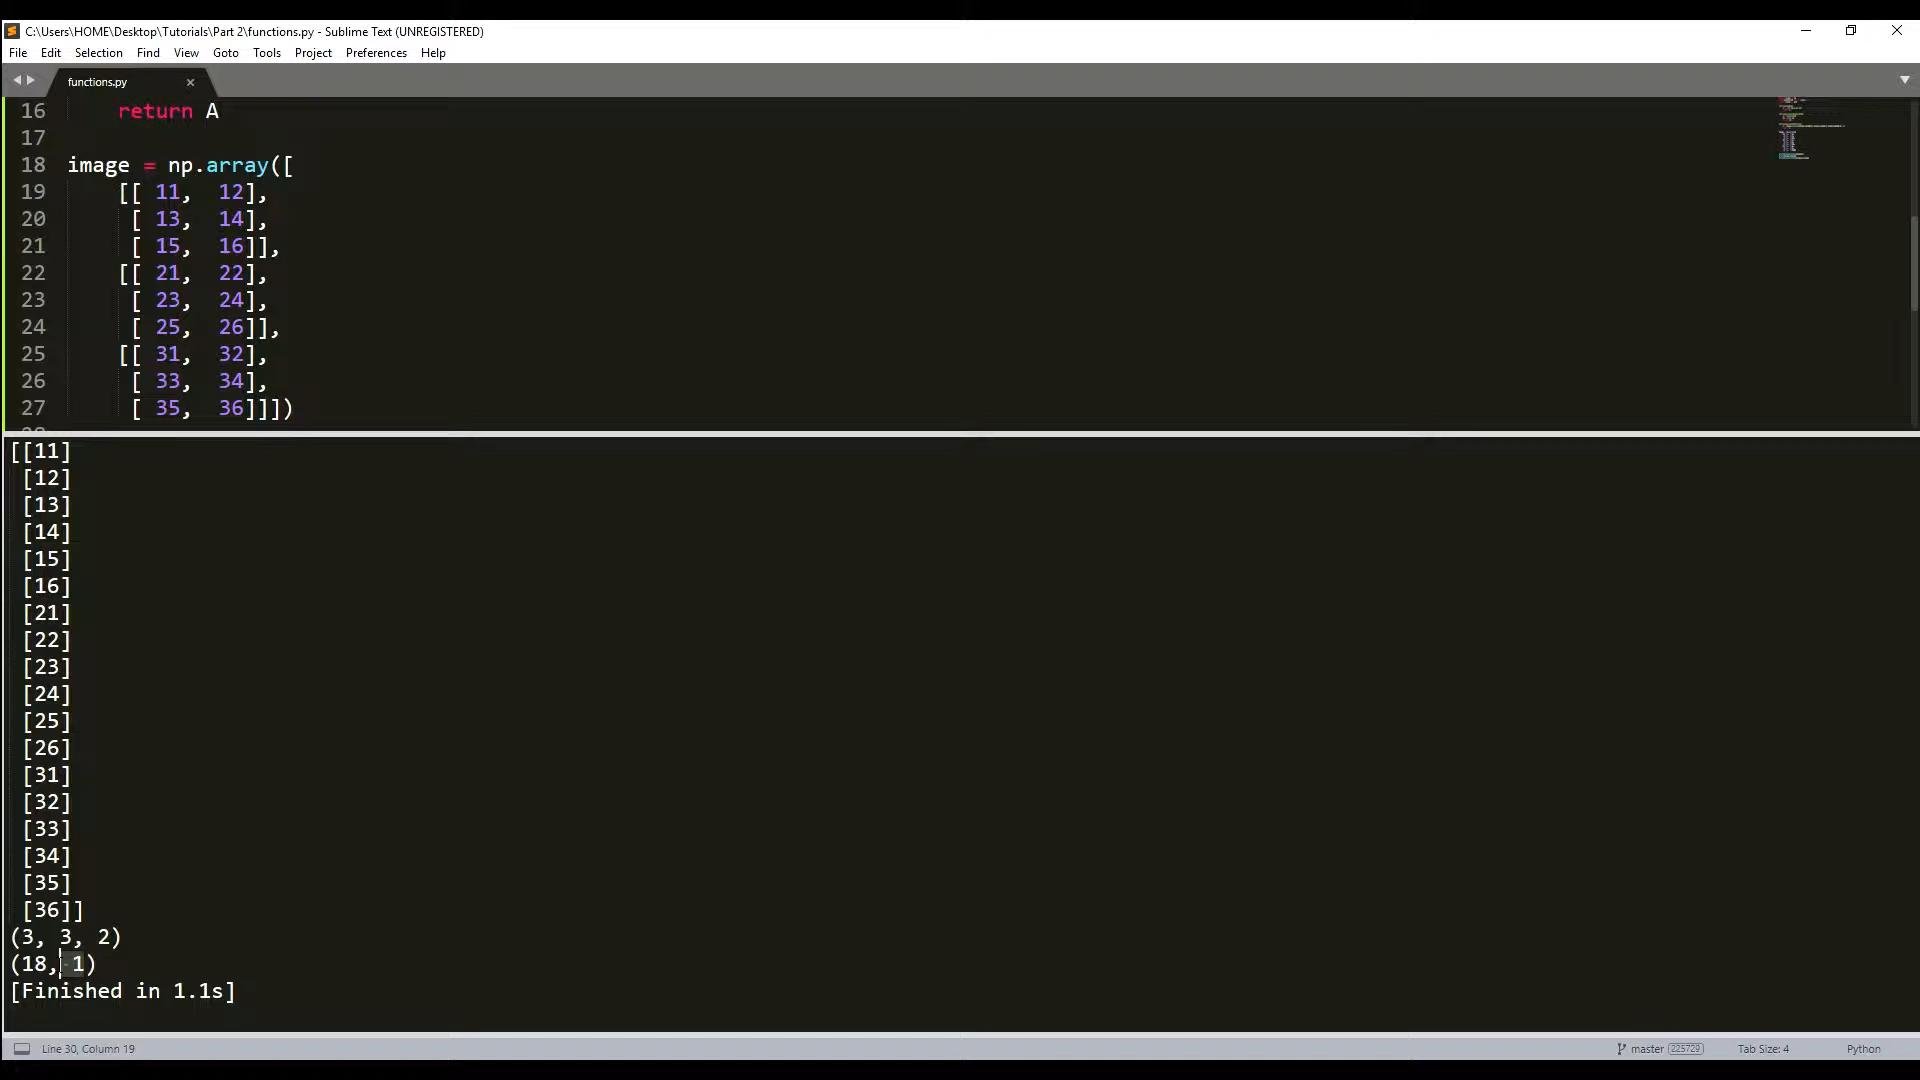 C:\Users\HOME\Desktop\Tutorials\Part 2\functions.py - Sublime Text (UNREGISTERED)
File Edit Selection Find View Goto Tools Project Preferences Help
functions.py
16     return A
17
18 image = np.array([
19     [[ 11,  12],
20      [ 13,  14],
21      [ 15,  16]],
22     [[ 21,  22],
23      [ 23,  24],
24      [ 25,  26]],
25     [[ 31,  32],
26      [ 33,  34],
27      [ 35,  36]]])
[[11]
 [12]
 [13]
 [14]
 [15]
 [16]
 [21]
 [22]
 [23]
 [24]
 [25]
 [26]
 [31]
 [32]
 [33]
 [34]
 [35]
 [36]]
(3, 3, 2)
(18, 1)
[Finished in 1.1s]
Line 30, Column 19 master 225729 Tab Size: 4 Python